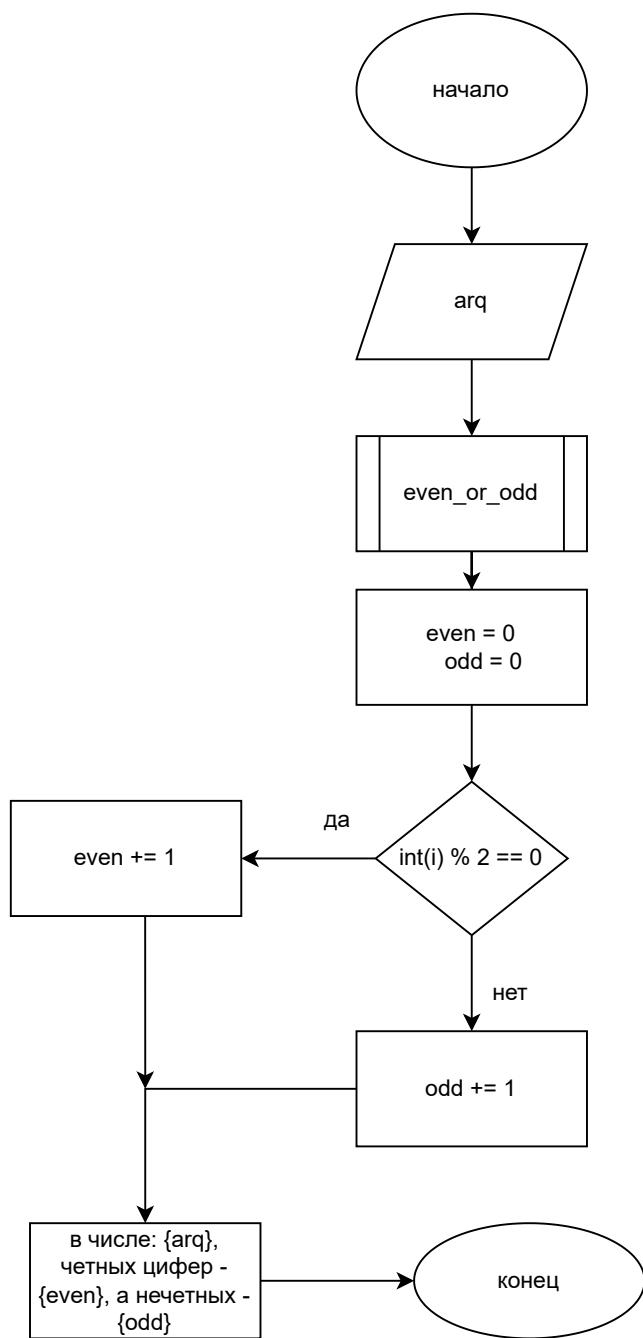 начало
arq
even_or_odd
even = 0
odd = 0
да
even += 1
int(i) % 2 == 0
нет
odd += 1
в числе: {arq},
четных цифер -
{even}, а нечетных -
{odd}
конец